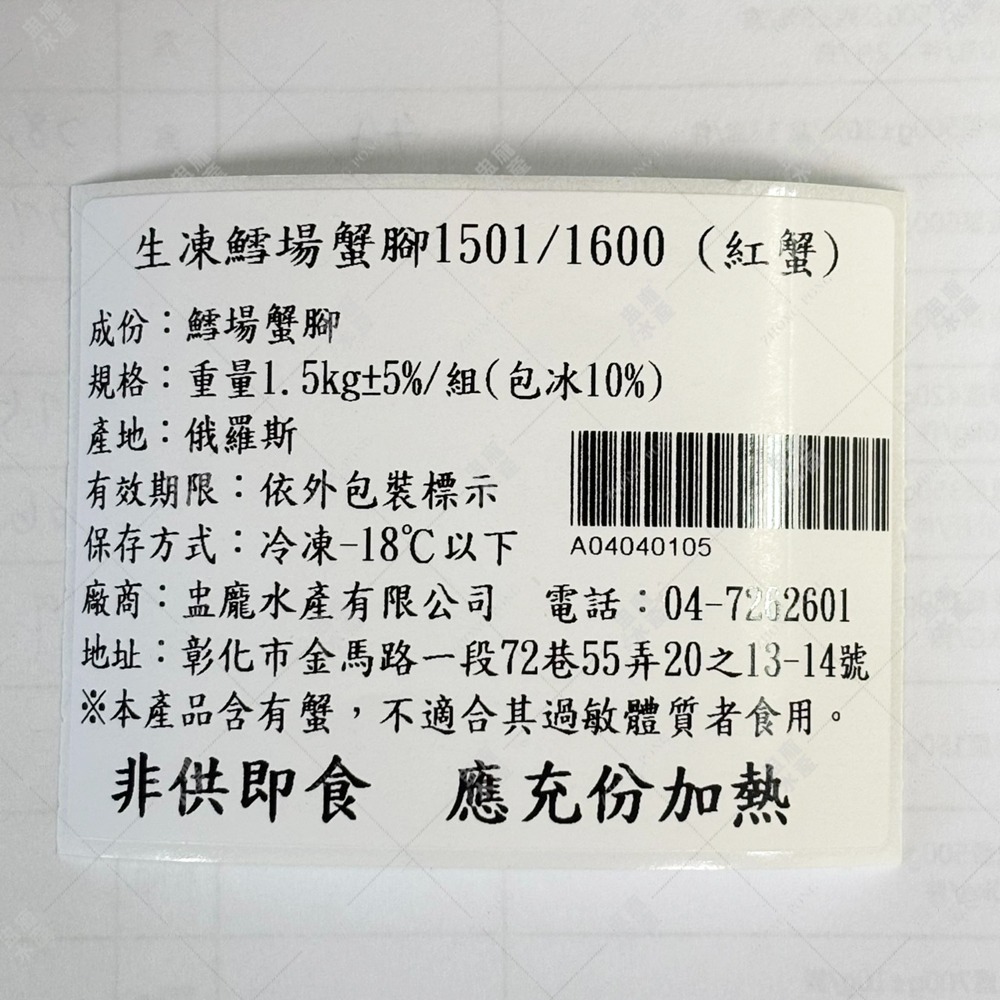 生凍鱈場蟹腳1501/1600 (紅蟹)
成份：鱈場蟹腳
規格：重量1.5kg±5%/組(包冰10%)
產地：俄羅斯
有效期限：依外包裝標示
保存方式：冷凍-18℃以下
A04040105
廠商：盅龐水產有限公司 電話：04-7262601
地址：彰化市金馬路一段72巷55弄20之13-14號
※本產品含有蟹，不適合其過敏體質者食用。
非供即食 應充份加熱